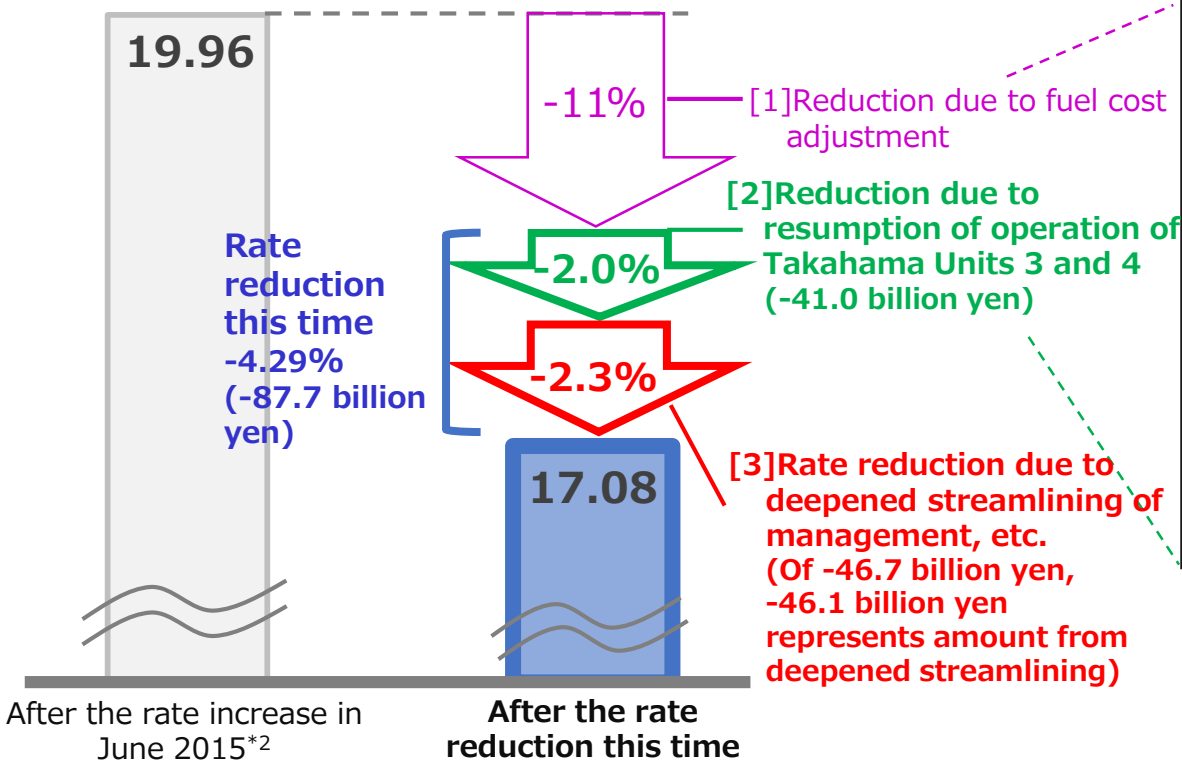 19.96
-11%
[1]Reduction due to fuel cost
adjustment
[2]Reduction due to
resumption of operation of
Takahama Units 3 and 4
(-41.0 billion yen)
-2.0%
Rate
reduction
this time
-4.29%
(-87.7 billion
yen)
-2.3%
[3]Rate reduction due to
deepened streamlining of
management, etc.
(Of -46.7 billion yen,
-46.1 billion yen
represents amount from
deepened streamlining)
17.08
After the rate increase in
June 2015*2
After the rate
reduction this time